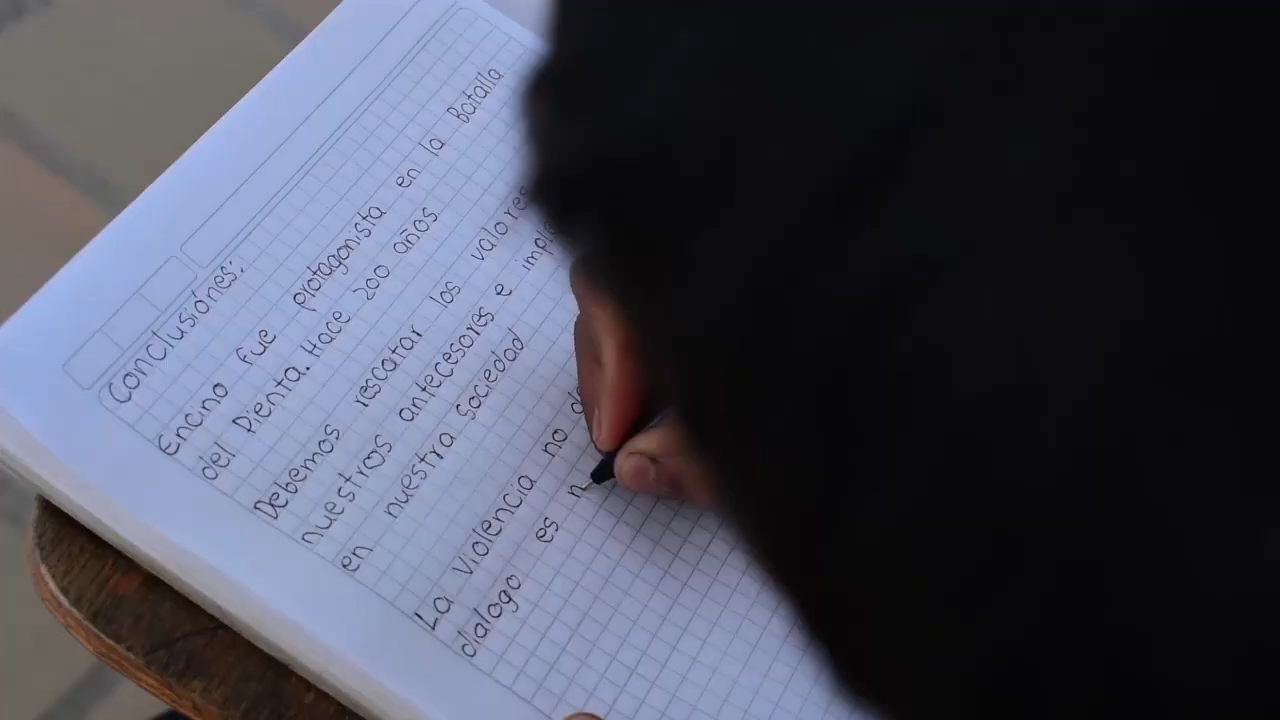 Conclusiónes:
Encino fue protagonista en la Batalla
del Pienta. Hace 200 años.
Debemos rescatar los valores
nuestros antecesores e
en nuestra sociedad
La Violencia no
dialogo es